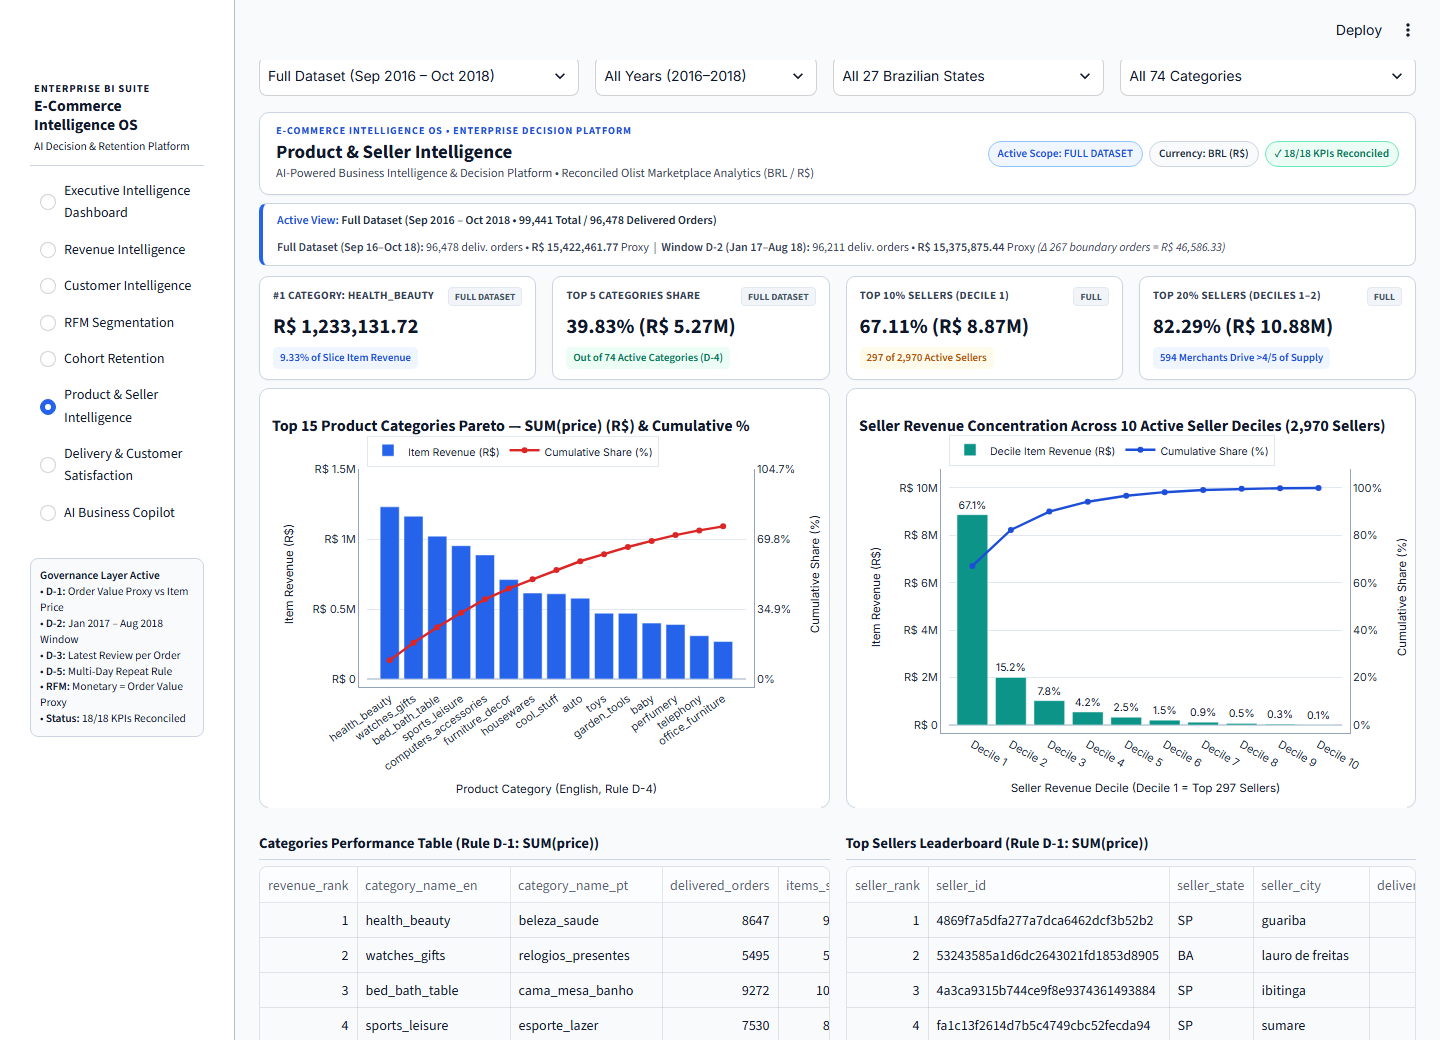 Deploy
ENTERPRISE BI SUITE
E-Commerce
Intelligence OS
AI Decision & Retention Platform
Executive Intelligence
Dashboard
Revenue Intelligence
Customer Intelligence
RFM Segmentation
Cohort Retention
Product & Seller
Intelligence
Delivery & Customer
Satisfaction
AI Business Copilot
Governance Layer Active
• D-1: Order Value Proxy vs Item
Price
• D-2: Jan 2017 – Aug 2018
Window
• D-3: Latest Review per Order
• D-5: Multi-Day Repeat Rule
• RFM: Monetary = Order Value
Proxy
• Status: 18/18 KPIs Reconciled
Full Dataset (Sep 2016 – Oct 2018)
All Years (2016–2018)
All 27 Brazilian States
All 74 Categories
E-COMMERCE INTELLIGENCE OS • ENTERPRISE DECISION PLATFORM
Product & Seller Intelligence
AI-Powered Business Intelligence & Decision Platform • Reconciled Olist Marketplace Analytics (BRL / R$)
Active Scope: FULL DATASET
Currency: BRL (R$)
✓ 18/18 KPIs Reconciled
Active View: Full Dataset (Sep 2016 – Oct 2018 • 99,441 Total / 96,478 Delivered Orders)
Full Dataset (Sep 16–Oct 18): 96,478 deliv. orders • R$ 15,422,461.77 Proxy | Window D-2 (Jan 17–Aug 18): 96,211 deliv. orders • R$ 15,375,875.44 Proxy (Δ 267 boundary orders = R$ 46,586.33)
#1 CATEGORY: HEALTH_BEAUTY
FULL DATASET
R$ 1,233,131.72
9.33% of Slice Item Revenue
TOP 5 CATEGORIES SHARE
FULL DATASET
39.83% (R$ 5.27M)
Out of 74 Active Categories (D-4)
TOP 10% SELLERS (DECILE 1)
FULL
67.11% (R$ 8.87M)
297 of 2,970 Active Sellers
TOP 20% SELLERS (DECILES 1–2)
FULL
82.29% (R$ 10.88M)
594 Merchants Drive >4/5 of Supply
Top 15 Product Categories Pareto — SUM(price) (R$) & Cumulative %
Item Revenue (R$)
Cumulative Share (%)
R$ 1.5M
R$ 1M
R$ 0.5M
R$ 0
Item Revenue (R$)
104.7%
69.8%
34.9%
0%
Cumulative Share (%)
health_beauty
watches_gifts
bed_bath_table
sports_leisure
computers_accessories
furniture_decor
housewares
cool_stuff
auto
toys
garden_tools
baby
perfumery
telephony
office_furniture
Product Category (English, Rule D-4)
Seller Revenue Concentration Across 10 Active Seller Deciles (2,970 Sellers)
Decile Item Revenue (R$)
Cumulative Share (%)
R$ 10M
R$ 8M
R$ 6M
R$ 4M
R$ 2M
R$ 0
Item Revenue (R$)
67.1%
15.2%
7.8%
4.2%
2.5%
1.5%
0.9%
0.5%
0.3%
0.1%
100%
80%
60%
40%
20%
0%
Cumulative Share (%)
Decile 1
Decile 2
Decile 3
Decile 4
Decile 5
Decile 6
Decile 7
Decile 8
Decile 9
Decile 10
Seller Revenue Decile (Decile 1 = Top 297 Sellers)
Categories Performance Table (Rule D-1: SUM(price))
revenue_rank category_name_en category_name_pt delivered_orders items_s
1 health_beauty beleza_saude 8647 9
2 watches_gifts relogios_presentes 5495 5
3 bed_bath_table cama_mesa_banho 9272 10
4 sports_leisure esporte_lazer 7530 8
Top Sellers Leaderboard (Rule D-1: SUM(price))
seller_rank seller_id seller_state seller_city deliver
1 4869f7a5dfa277a7dca6462dcf3b52b2 SP guariba
2 53243585a1d6dc2643021fd1853d8905 BA lauro de freitas
3 4a3ca9315b744ce9f8e9374361493884 SP ibitinga
4 fa1c13f2614d7b5c4749cbc52fecda94 SP sumare